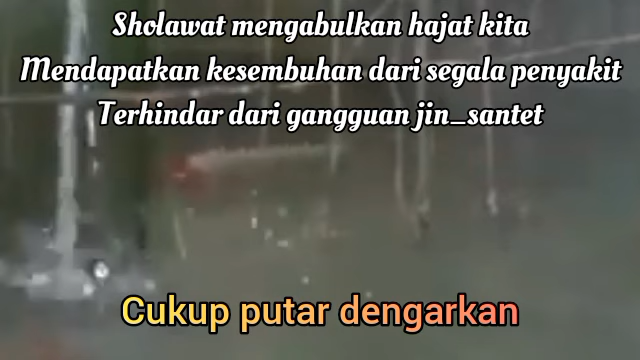 Sholawat mengabulkan hajat kita
Mendapatkan kesembuhan dari segala penyakit
Terhindar dari gangguan jin_santet
Cukup putar dengarkan